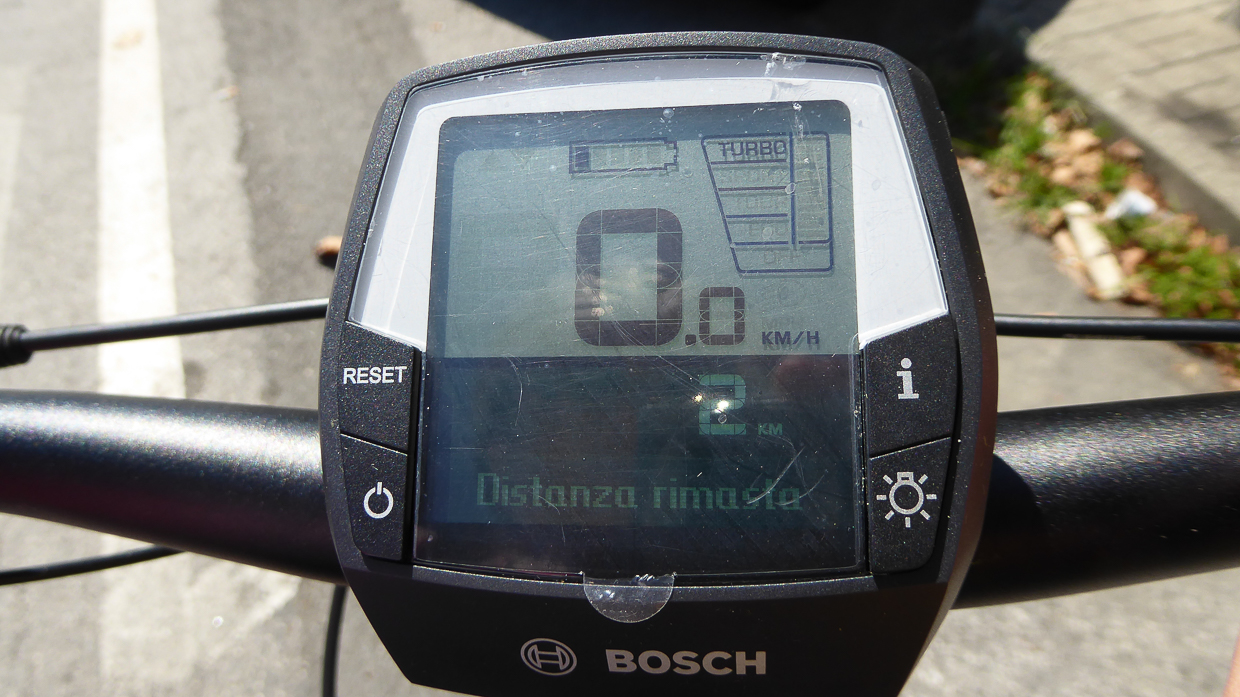 TURBO
0.0 KM/H
RESET
i
2 KM
Distanza rimasta
BOSCH